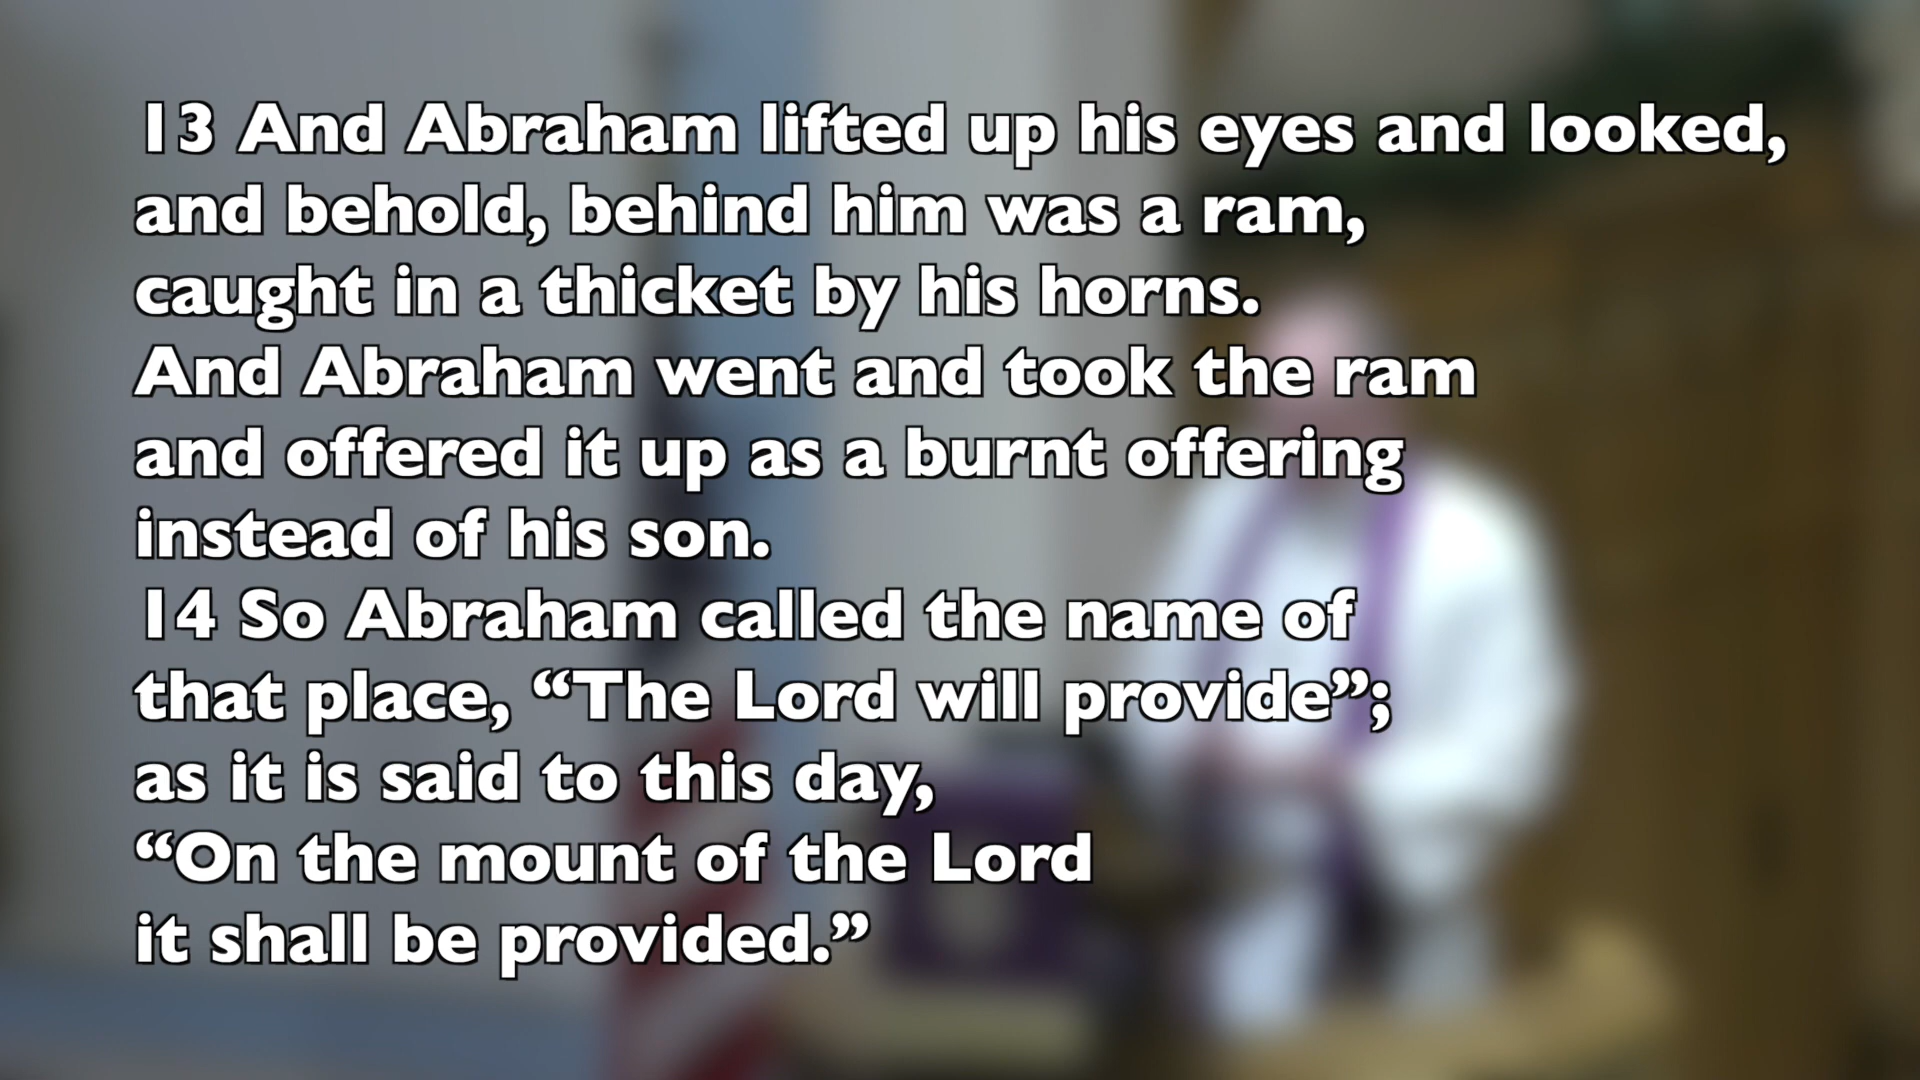 13 And Abraham lifted up his eyes and looked,
and behold, behind him was a ram,
caught in a thicket by his horns.
And Abraham went and took the ram
and offered it up as a burnt offering
instead of his son.
14 So Abraham called the name of
that place, “The Lord will provide”;
as it is said to this day,
“On the mount of the Lord
it shall be provided.”